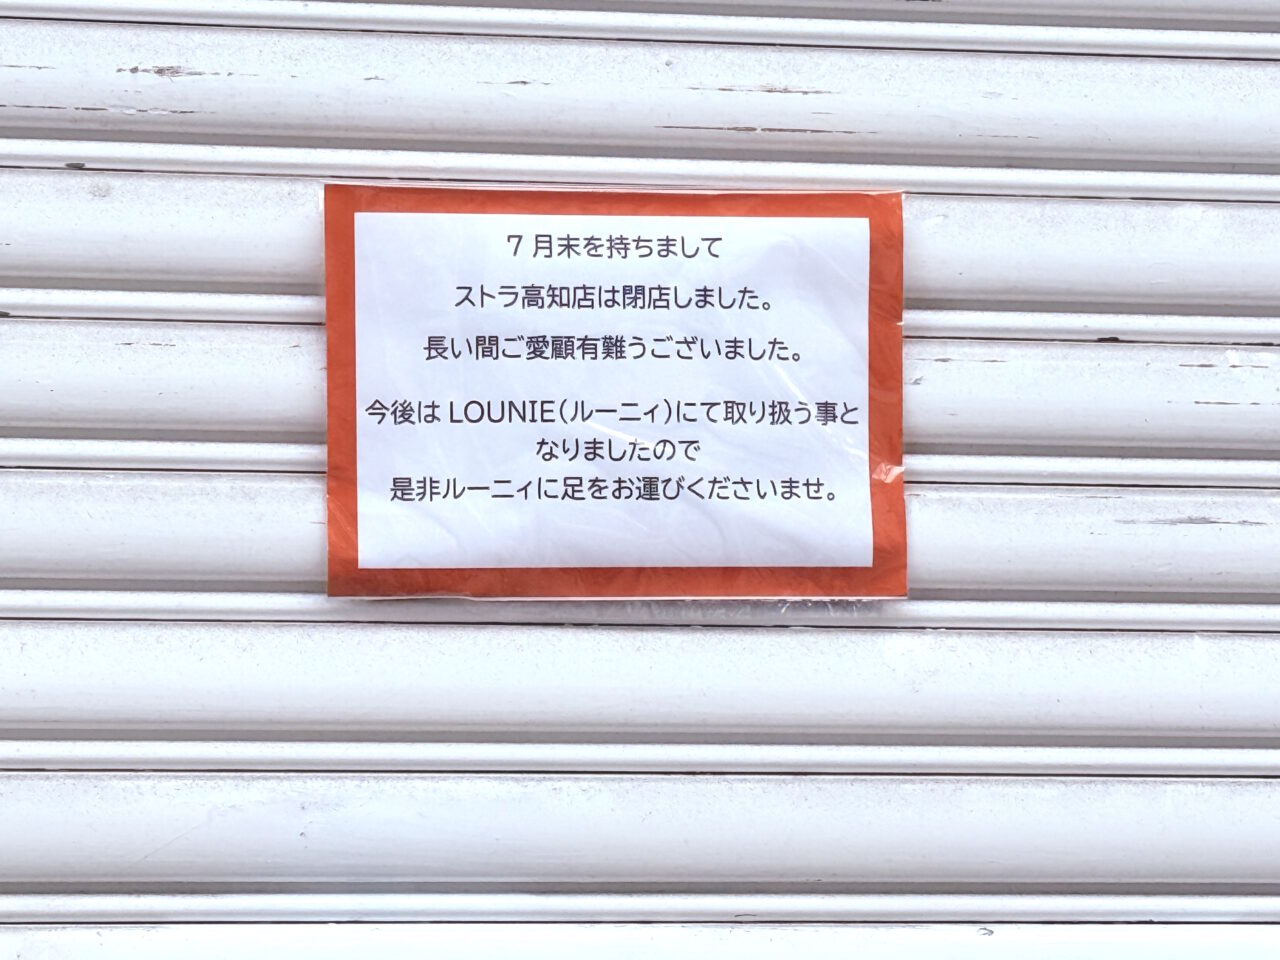 7月末を持ちまして
ストラ高知店は閉店しました。
長い間ご愛顧有難うございました。
今後は LOUNIE(ルーニィ)にて取り扱う事と
なりましたので
是非ルーニィに足をお運びくださいませ。